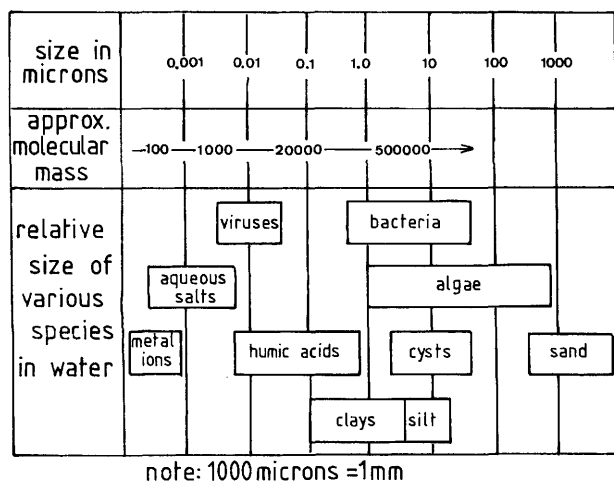 size in
microns
0.001 0.01 0.1 1.0 10 100 1000
approx.
molecular
mass
100 1000 20000 500000
relative
size of
various
species
in water
viruses
bacteria
aqueous
salts
algae
metal
ions
humic acids
cysts
sand
clays
silt
note: 1000 microns = 1mm